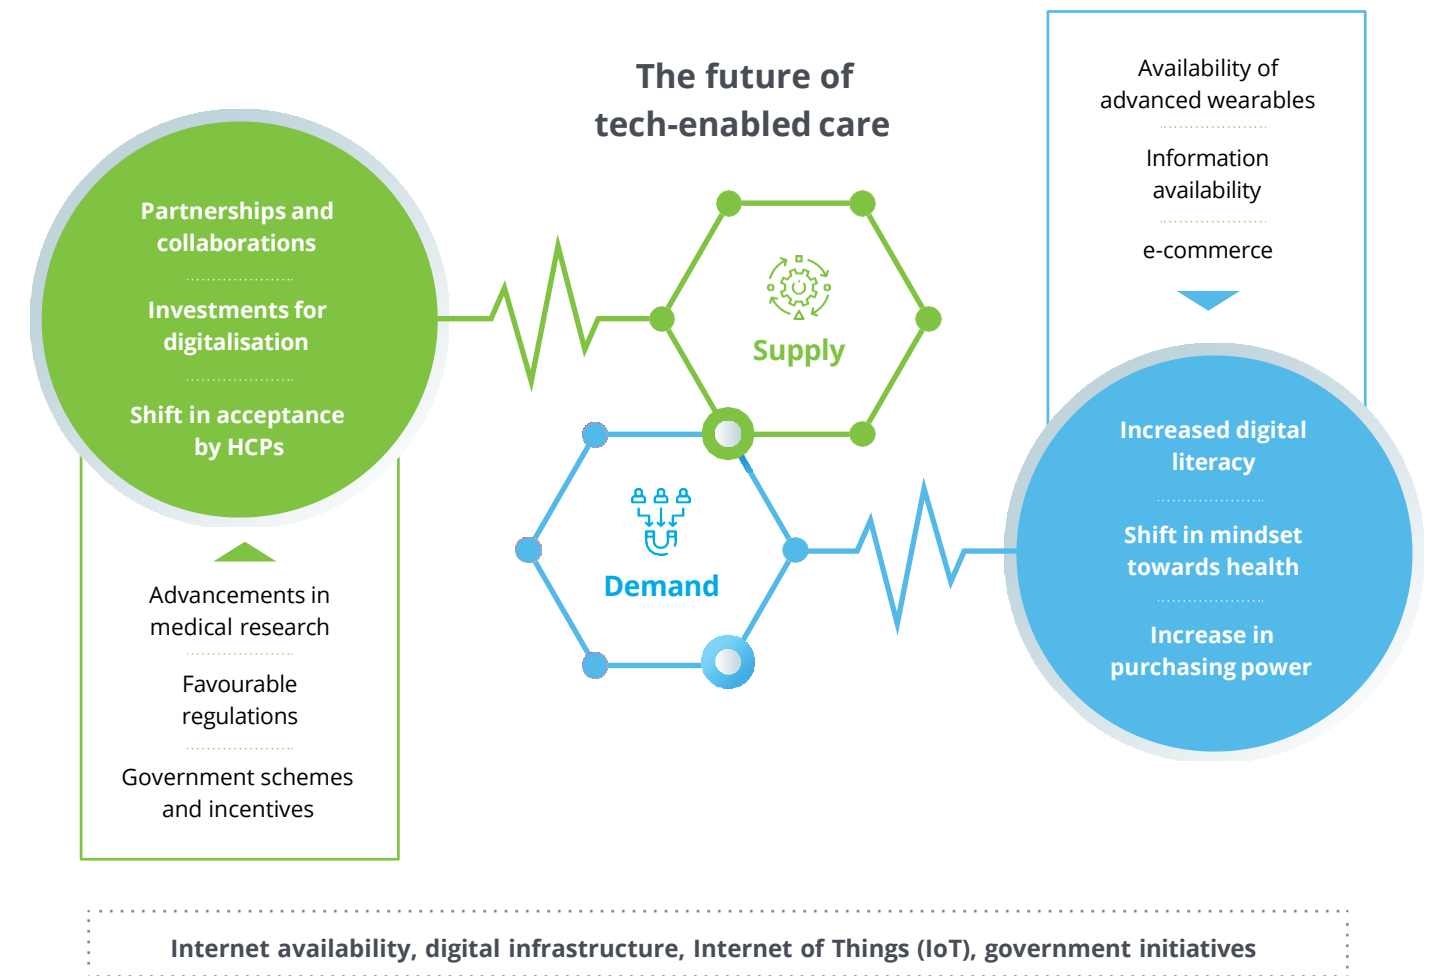 The future of
tech-enabled care
Partnerships and
collaborations
Investments for
digitalisation
Shift in acceptance
by HCPs
Advancements in
medical research
Favourable
regulations
Government schemes
and incentives
Supply
Demand
Availability of
advanced wearables
Information
availability
e-commerce
Increased digital
literacy
Shift in mindset
towards health
Increase in
purchasing power
Internet availability, digital infrastructure, Internet of Things (IoT), government initiatives